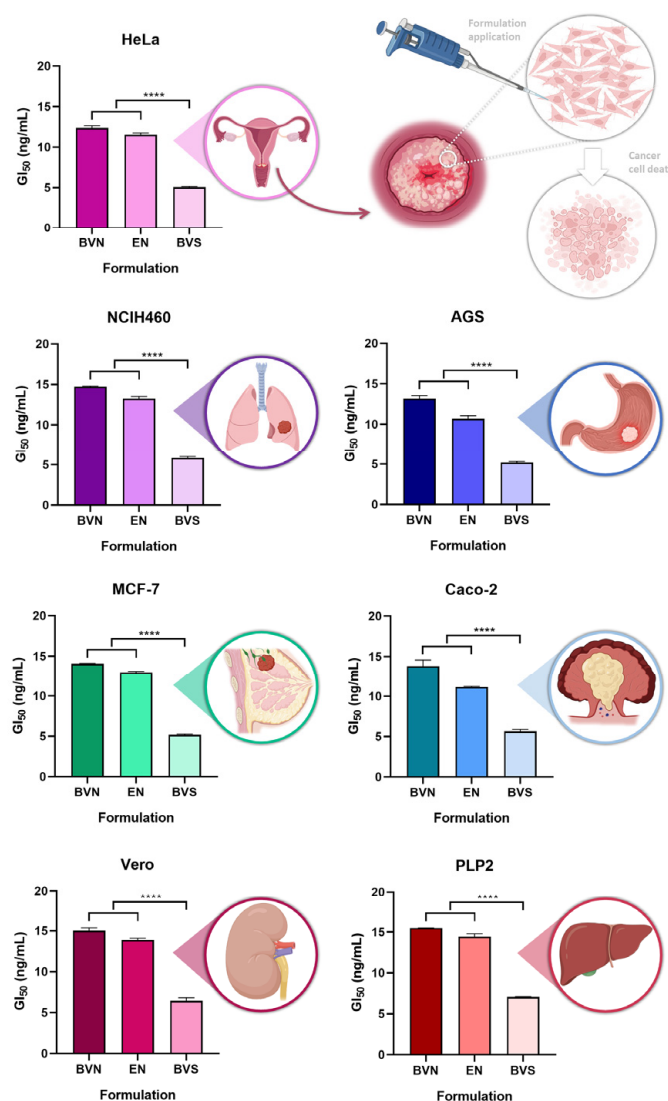 HeLa
Formulation
application
GI50 (ng/mL)
20
15
10
5
0
****
BVN EN BVS
Formulation
Cancer
cell deat
NCIH460
GI50 (ng/mL)
20
15
10
5
0
****
BVN EN BVS
Formulation
AGS
GI50 (ng/mL)
20
15
10
5
0
****
BVN EN BVS
Formulation
MCF-7
GI50 (ng/mL)
20
15
10
5
0
****
BVN EN BVS
Formulation
Caco-2
GI50 (ng/mL)
20
15
10
5
0
****
BVN EN BVS
Formulation
Vero
GI50 (ng/mL)
20
15
10
5
0
****
BVN EN BVS
Formulation
PLP2
GI50 (ng/mL)
20
15
10
5
0
****
BVN EN BVS
Formulation